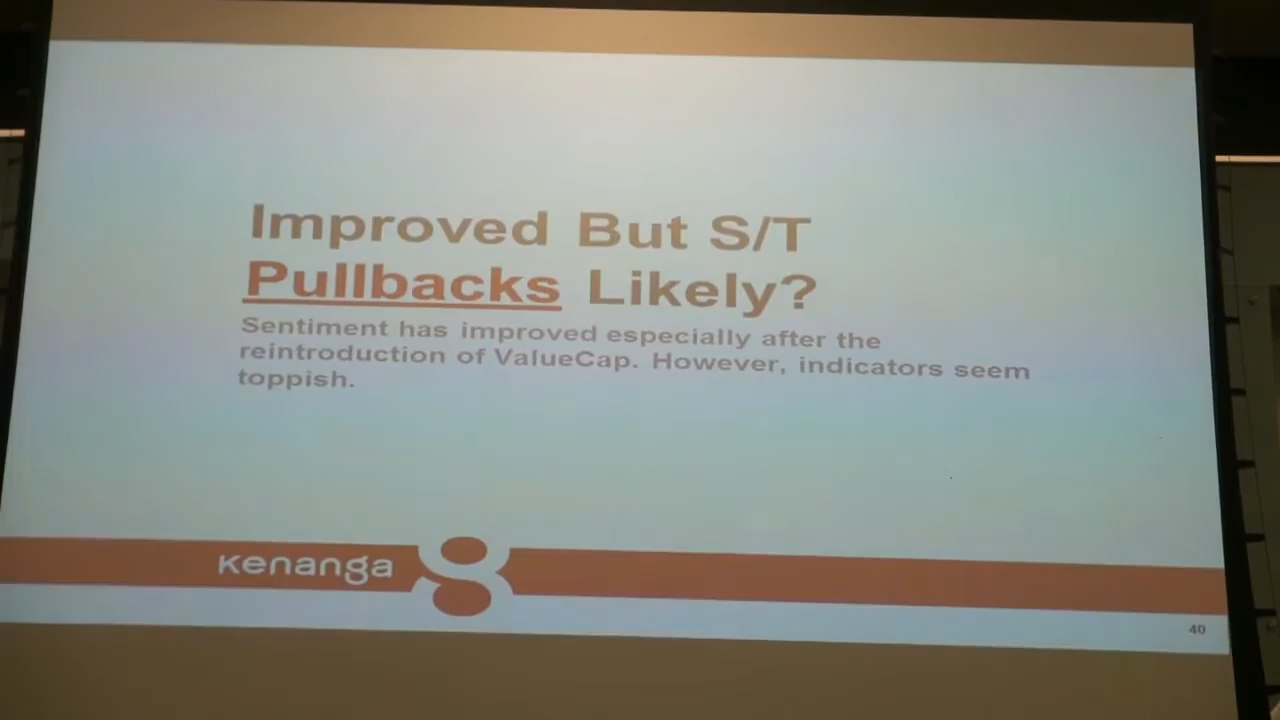 Improved But S/T
Pullbacks Likely?
Sentiment has improved especially after the
reintroduction of ValueCap. However, indicators seem
toppish.
Kenanga
40